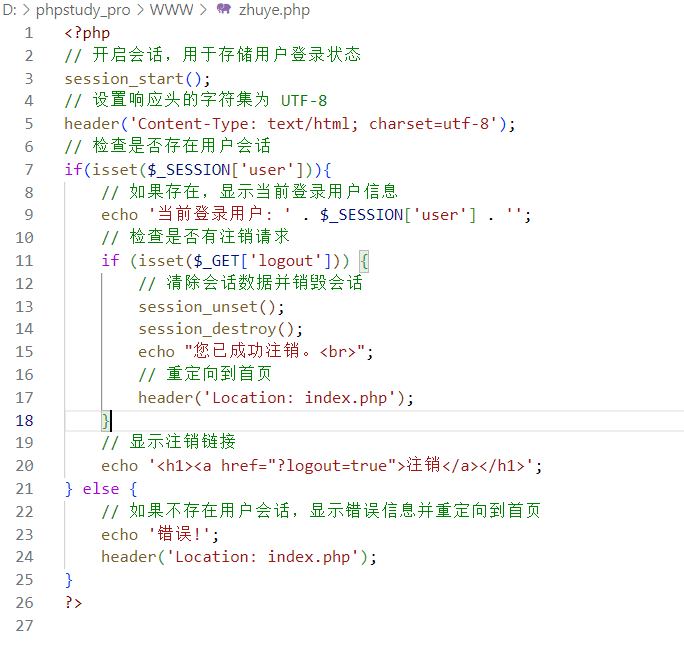 D: > phpstudy_pro > WWW > zhuye.php
1 <?php
2 // 开启会话，用于存储用户登录状态
3 session_start();
4 // 设置响应头的字符集为 UTF-8
5 header('Content-Type: text/html; charset=utf-8');
6 // 检查是否存在用户会话
7 if(isset($_SESSION['user'])){
8     // 如果存在，显示当前登录用户信息
9     echo '当前登录用户: ' . $_SESSION['user'] . '';
10     // 检查是否有注销请求
11     if (isset($_GET['logout'])) {
12         // 清除会话数据并销毁会话
13         session_unset();
14         session_destroy();
15         echo "您已成功注销。<br>";
16         // 重定向到首页
17         header('Location: index.php');
18     }
19     // 显示注销链接
20     echo '<h1><a href="?logout=true">注销</a></h1>';
21 } else {
22     // 如果不存在用户会话，显示错误信息并重定向到首页
23     echo '错误!';
24     header('Location: index.php');
25 }
26 ?>
27